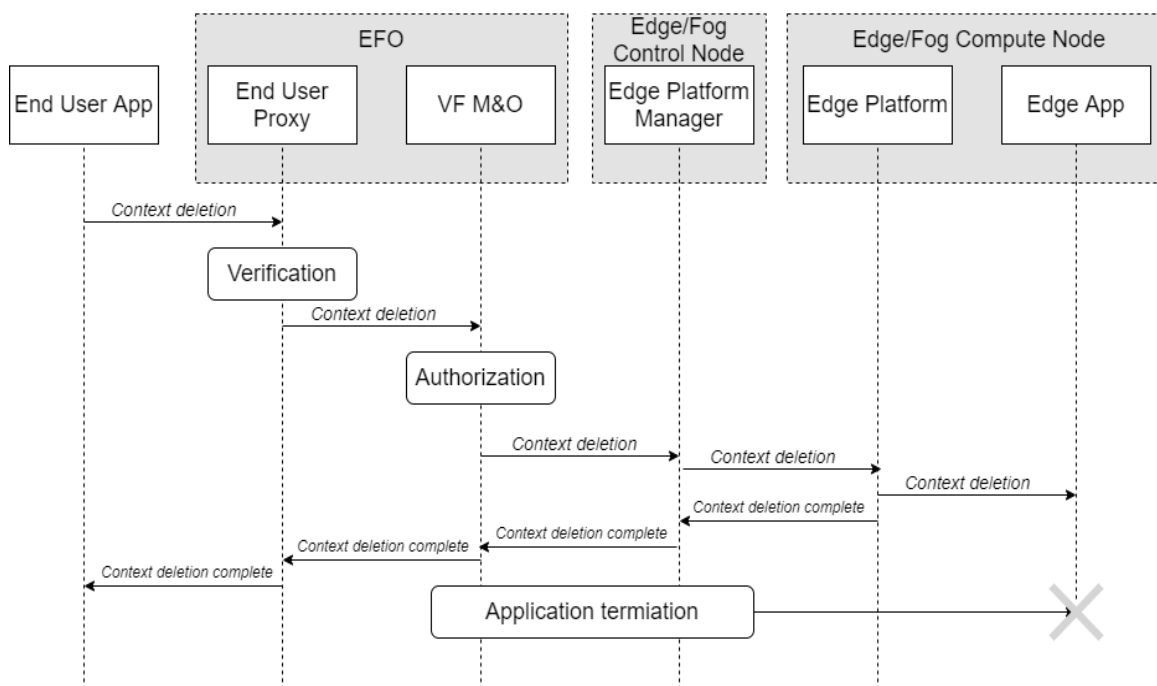 EFO
Edge/Fog
Control Node
Edge/Fog Compute Node
End User App
End User
Proxy
VF M&O
Edge Platform
Manager
Edge Platform
Edge App
Context deletion
Verification
Context deletion
Authorization
Context deletion
Context deletion
Context deletion
Context deletion complete
Context deletion complete
Context deletion complete
Context deletion complete
Application termiation